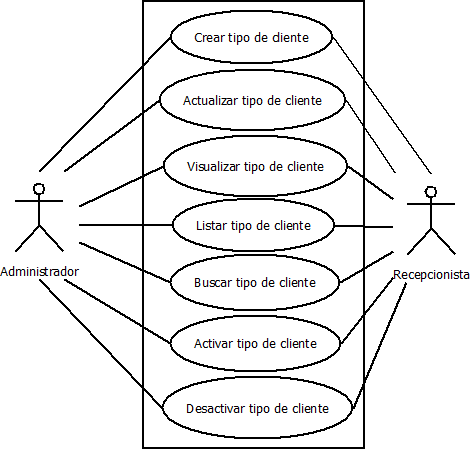 Crear tipo de cliente
Actualizar tipo de cliente
Visualizar tipo de cliente
Listar tipo de cliente
Administrador
Buscar tipo de cliente
Recepcionista
Activar tipo de cliente
Desactivar tipo de cliente